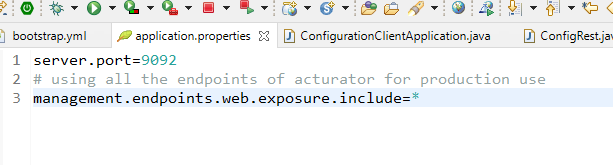 bootstrap.yml application.properties ConfigurationClientApplication.java ConfigRest.jav
1 server.port=9092
2 # using all the endpoints of acturator for production use
3 management.endpoints.web.exposure.include=*